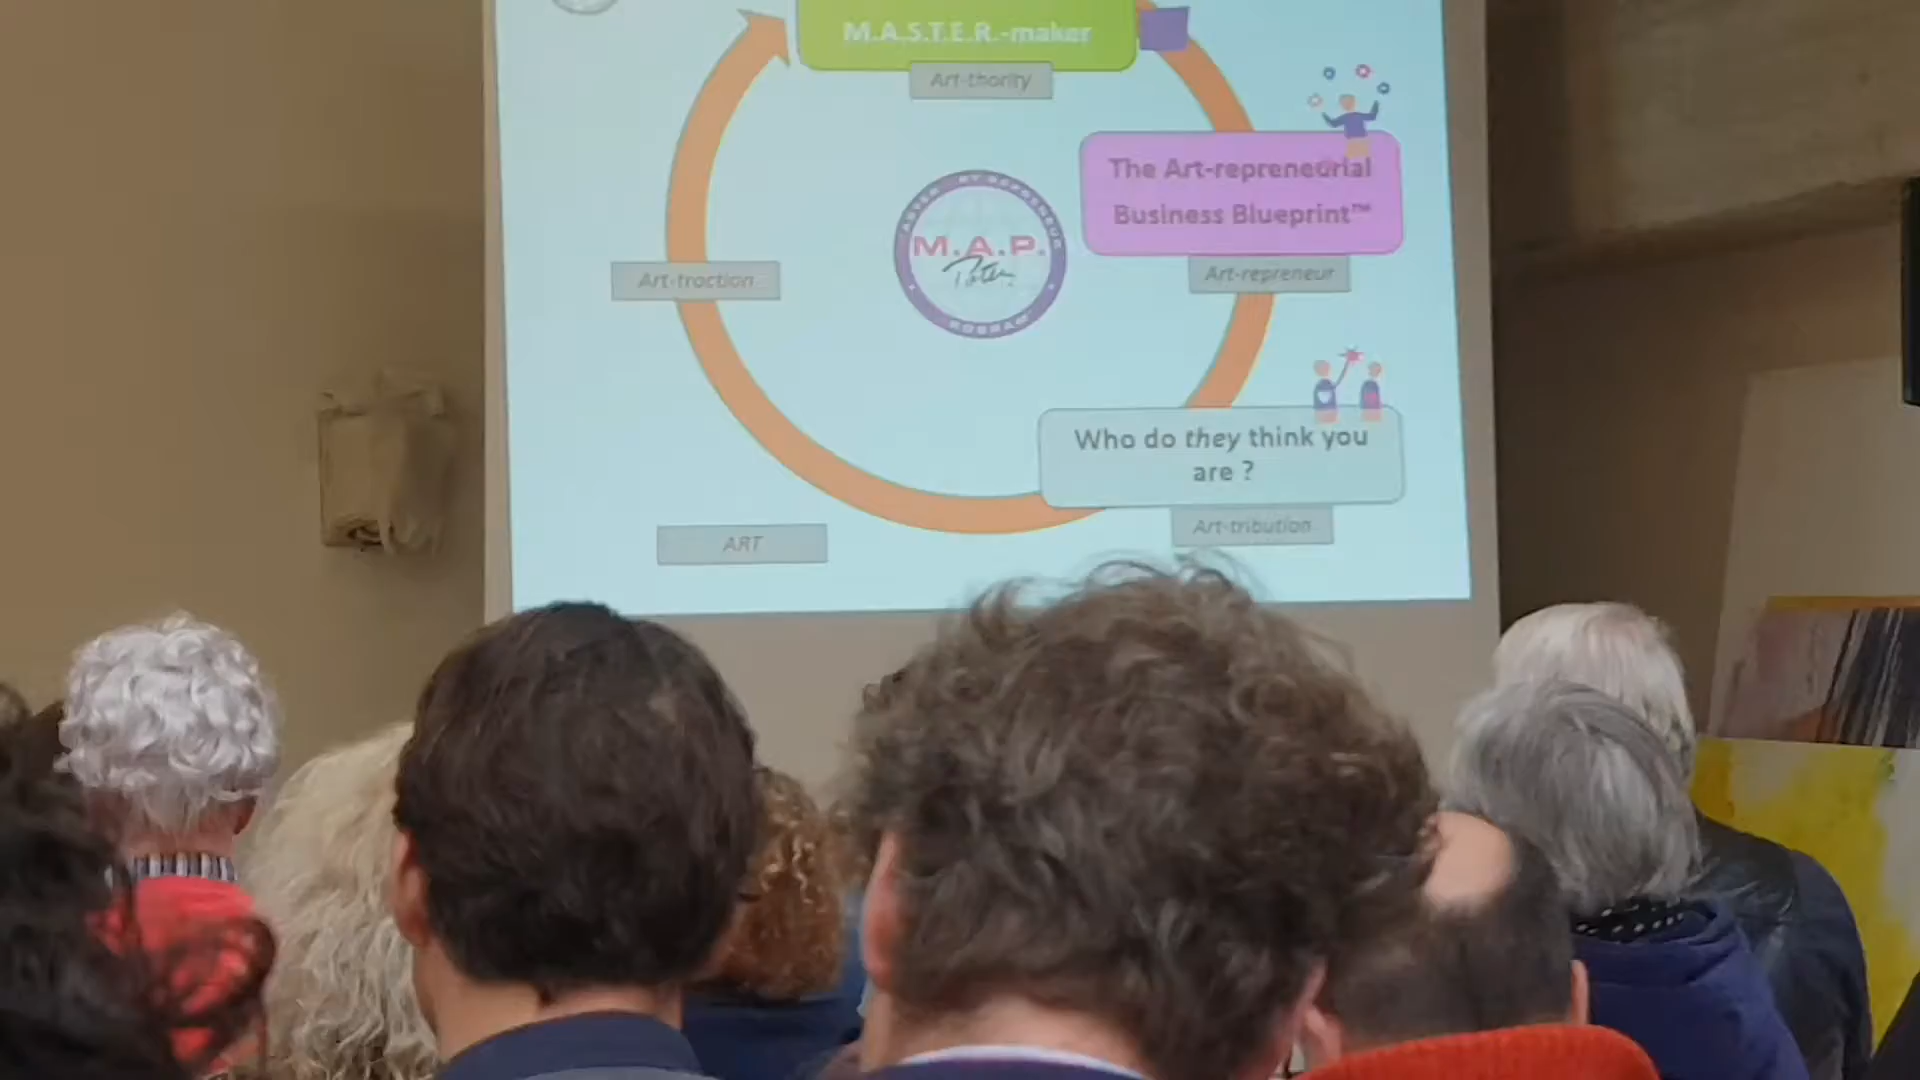 M.A.S.T.E.R.-maker
Art-thority
The Art-repreneurial
Business Blueprint™
Art-repreneur
M.A.P.
Art-traction
Who do they think you
are ?
Art-tribution
ART